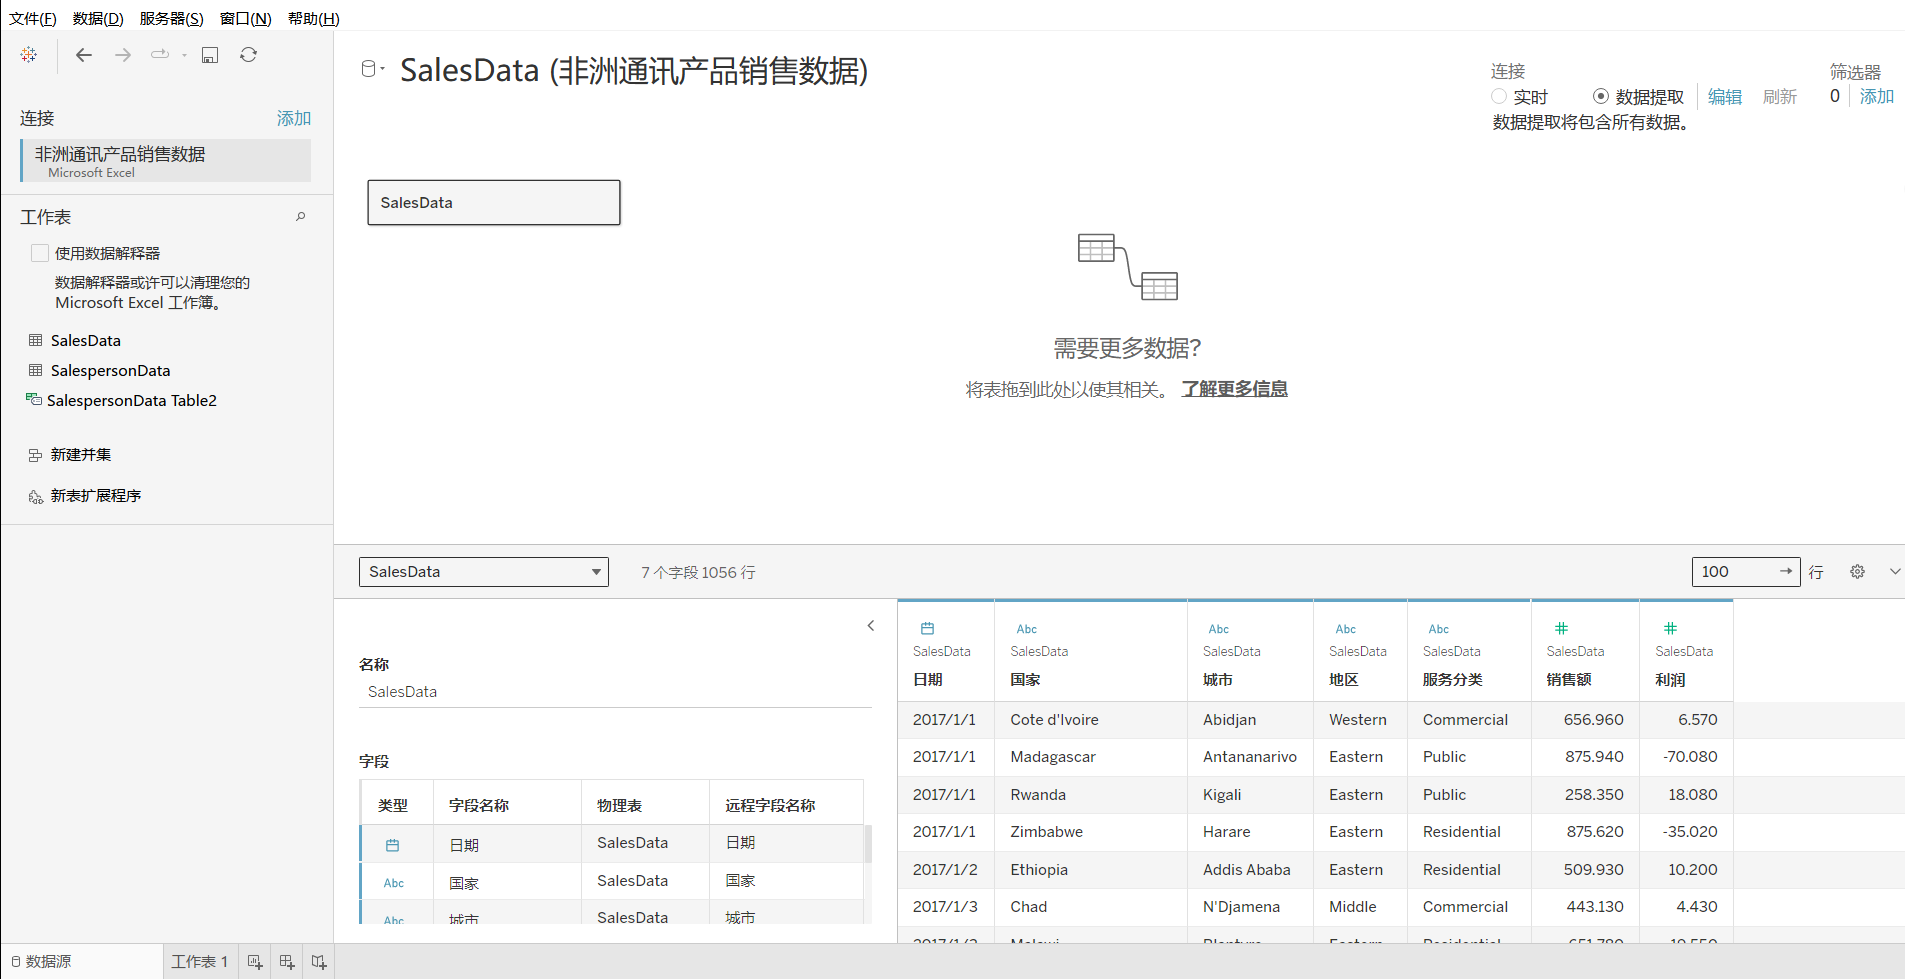 文件(F) 数据(D) 服务器(S) 窗口(N) 帮助(H)
连接 添加
非洲通讯产品销售数据
Microsoft Excel
工作表
使用数据解释器
数据解释器或许可以清理您的
Microsoft Excel 工作簿。
SalesData
SalespersonData
SalespersonData Table2
新建并集
新表扩展程序
SalesData (非洲通讯产品销售数据)
连接 筛选器
实时 数据提取 编辑 刷新 0 添加
数据提取将包含所有数据。
SalesData
需要更多数据?
将表拖到此处以使其相关。 了解更多信息
SalesData 7 个字段 1056 行 100 行
名称
SalesData
字段
类型 字段名称 物理表 远程字段名称
日期 SalesData 日期
Abc 国家 SalesData 国家
Abc 城市 SalesData 城市
Abc Abc Abc Abc
SalesData SalesData SalesData SalesData SalesData SalesData SalesData
日期 国家 城市 地区 服务分类 销售额 利润
2017/1/1 Cote d'Ivoire Abidjan Western Commercial 656.960 6.570
2017/1/1 Madagascar Antananarivo Eastern Public 875.940 -70.080
2017/1/1 Rwanda Kigali Eastern Public 258.350 18.080
2017/1/1 Zimbabwe Harare Eastern Residential 875.620 -35.020
2017/1/2 Ethiopia Addis Ababa Eastern Residential 509.930 10.200
2017/1/3 Chad N'Djamena Middle Commercial 443.130 4.430
数据源 工作表 1